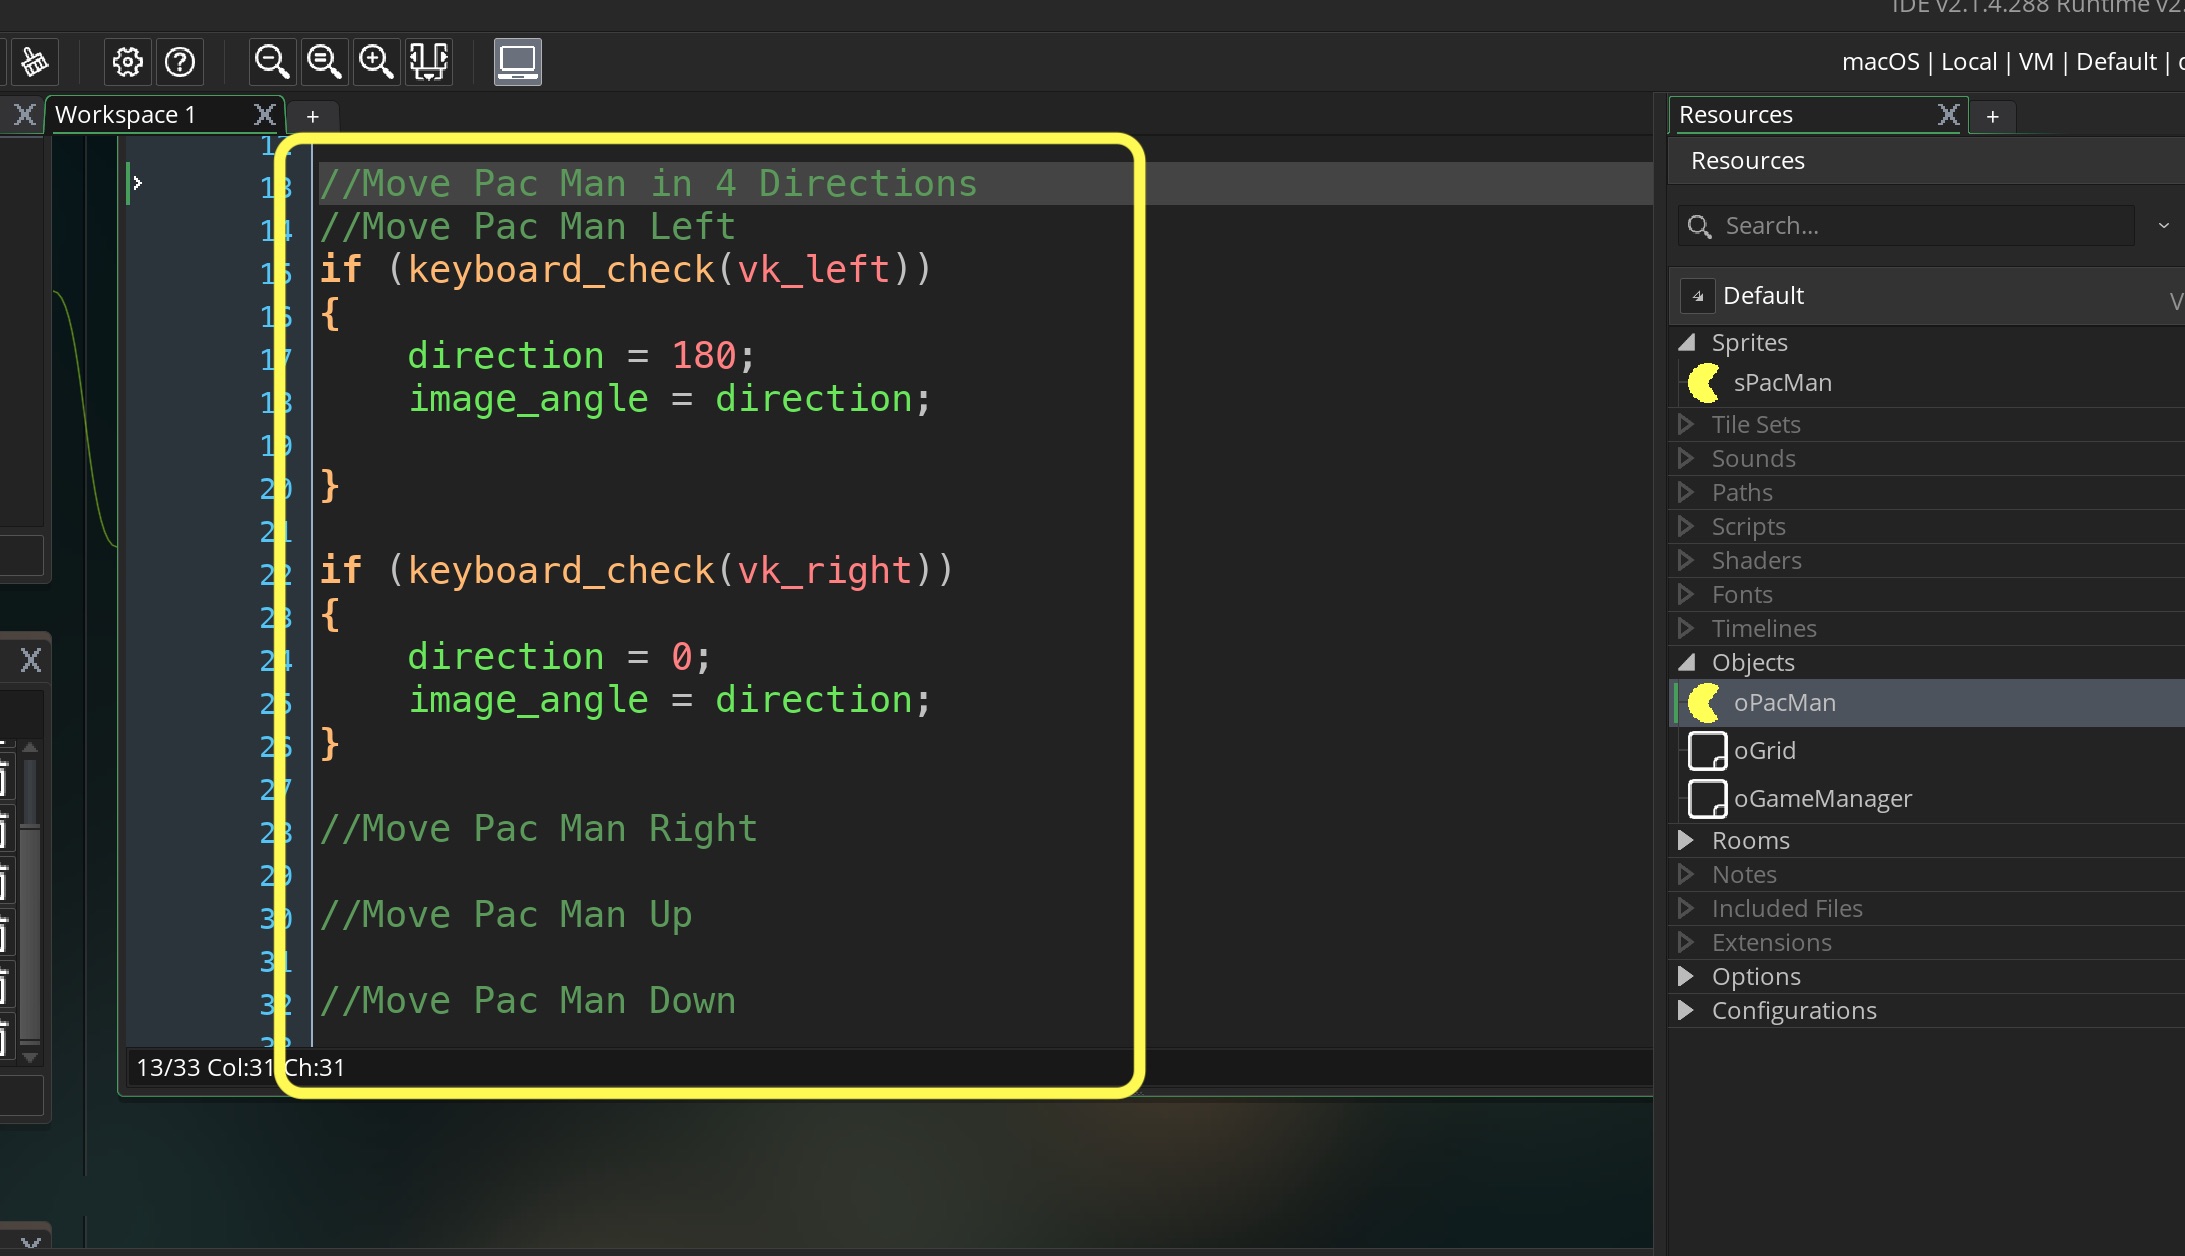 IDE v2.1.4.288 Runtime v2.
macOS | Local | VM | Default |
Workspace 1
+
Resources
+
13 //Move Pac Man in 4 Directions
14 //Move Pac Man Left
15 if (keyboard_check(vk_left))
16 {
17 direction = 180;
18 image_angle = direction;
19
20 }
21
22 if (keyboard_check(vk_right))
23 {
24 direction = 0;
25 image_angle = direction;
26 }
27
28 //Move Pac Man Right
29
30 //Move Pac Man Up
31
32 //Move Pac Man Down
13/33 Col:31 Ch:31
Resources
Search...
Default
Sprites
sPacMan
Tile Sets
Sounds
Paths
Scripts
Shaders
Fonts
Timelines
Objects
oPacMan
oGrid
oGameManager
Rooms
Notes
Included Files
Extensions
Options
Configurations